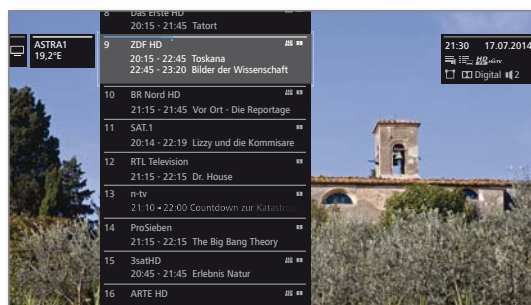 ASTRA1
19,2°E
8 Das Erste HD
20:15 - 21:45 Tatort
9 ZDF HD
20:15 - 22:45 Toskana
22:45 - 23:20 Bilder der Wissenschaft
10 BR Nord HD
21:15 - 21:45 Vor Ort - Die Reportage
11 SAT.1
20:14 - 22:19 Lizzy und die Kommisare
12 RTL Television
21:15 - 22:15 Dr. House
13 n-tv
21:10 - 22:00 Countdown zur Katastro
14 ProSieben
21:15 - 22:15 The Big Bang Theory
15 3satHD
20:45 - 21:45 Erlebnis Natur
16 ARTE HD
21:30 17.07.2014
Digital 2